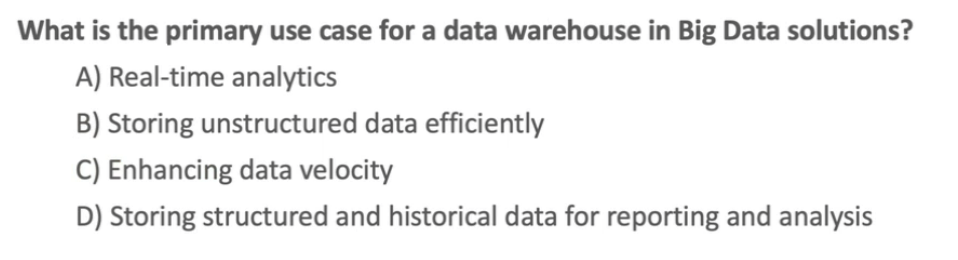 What is the primary use case for a data warehouse in Big Data solutions?
A) Real-time analytics
B) Storing unstructured data efficiently
C) Enhancing data velocity
D) Storing structured and historical data for reporting and analysis